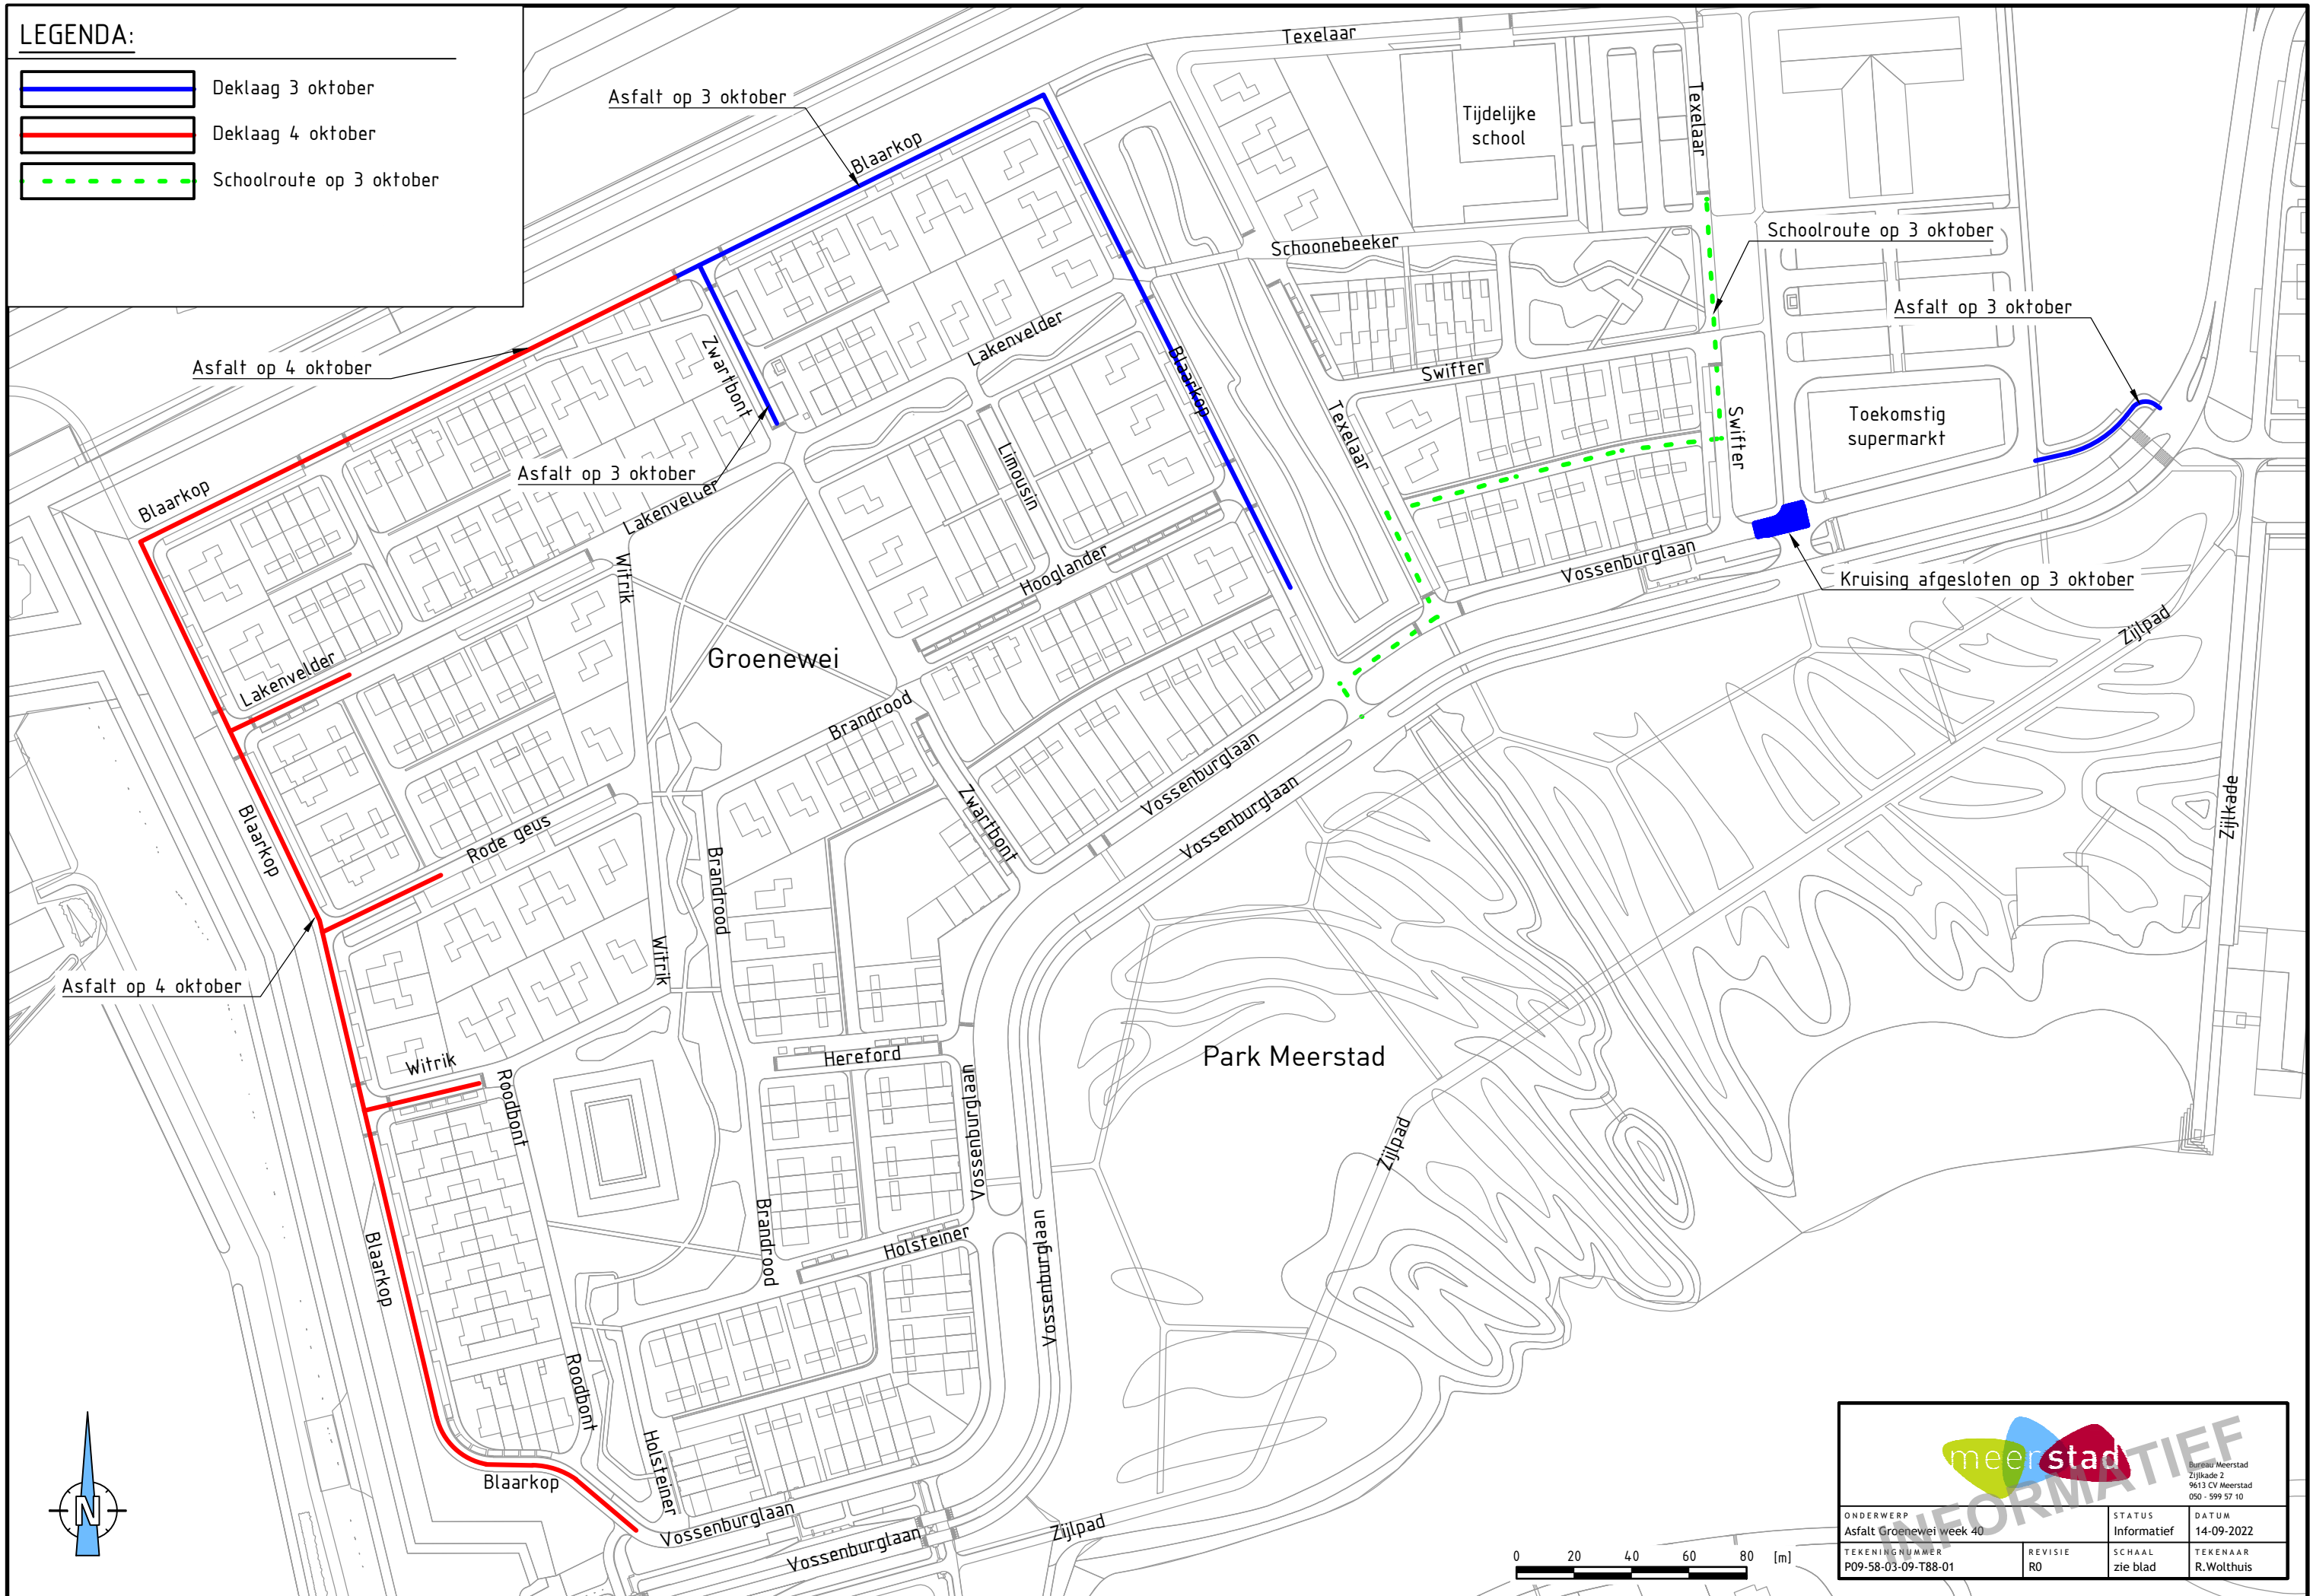 LEGENDA:
Deklaag 3 oktober
Deklaag 4 oktober
Schoolroute op 3 oktober
Texelaar
Asfalt op 3 oktober
Blaarkop
Tijdelijke
school
Texelaar
Schoonebeeker
Schoolroute op 3 oktober
Asfalt op 3 oktober
Asfalt op 4 oktober
Zwartbont
Lakenvelder
Blaarkop
Swifter
Texelaar
Swifter
Toekomstig
supermarkt
Asfalt op 3 oktober
Limousin
Blaarkop
Lakenvelder
Witrik
Hooglander
Vossenburglaan
Kruising afgesloten op 3 oktober
Zijlpad
Groenewei
Lakenvelder
Brandrood
Vossenburglaan
Vossenburglaan
Zwartbont
Zijlkade
Blaarkop
Rode geus
Brandrood
Witrik
Asfalt op 4 oktober
Hereford
Park Meerstad
Witrik
Roodbont
Vossenburglaan
Zijlpad
Brandrood
Holsteiner
Vossenburglaan
Blaarkop
Roodbont
Holsteiner
Blaarkop
Vossenburglaan
Vossenburglaan
Zijlpad
N
0 20 40 60 80 [m]
meerstad
INFORMATIEF
Bureau Meerstad
Zijlkade 2
9613 CV Meerstad
050 - 599 57 10
ONDERWERP STATUS DATUM
Asfalt Groenewei week 40 Informatief 14-09-2022
TEKENINGNUMMER REVISIE SCHAAL TEKENAAR
P09-58-03-09-T88-01 R0 zie blad R.Wolthuis